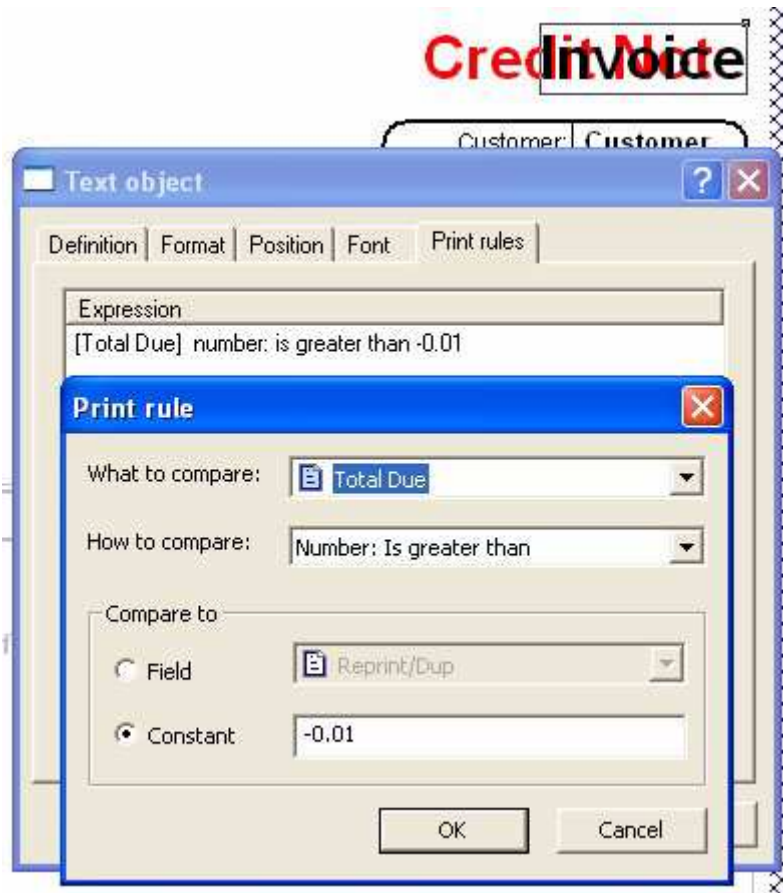 Credit Note
Invoice
Customer: Customer
Text object
Definition Format Position Font Print rules
Expression
[Total Due] number: is greater than -0.01
Print rule
What to compare: Total Due
How to compare: Number: Is greater than
Compare to
Field Reprint/Dup
Constant -0.01
OK Cancel